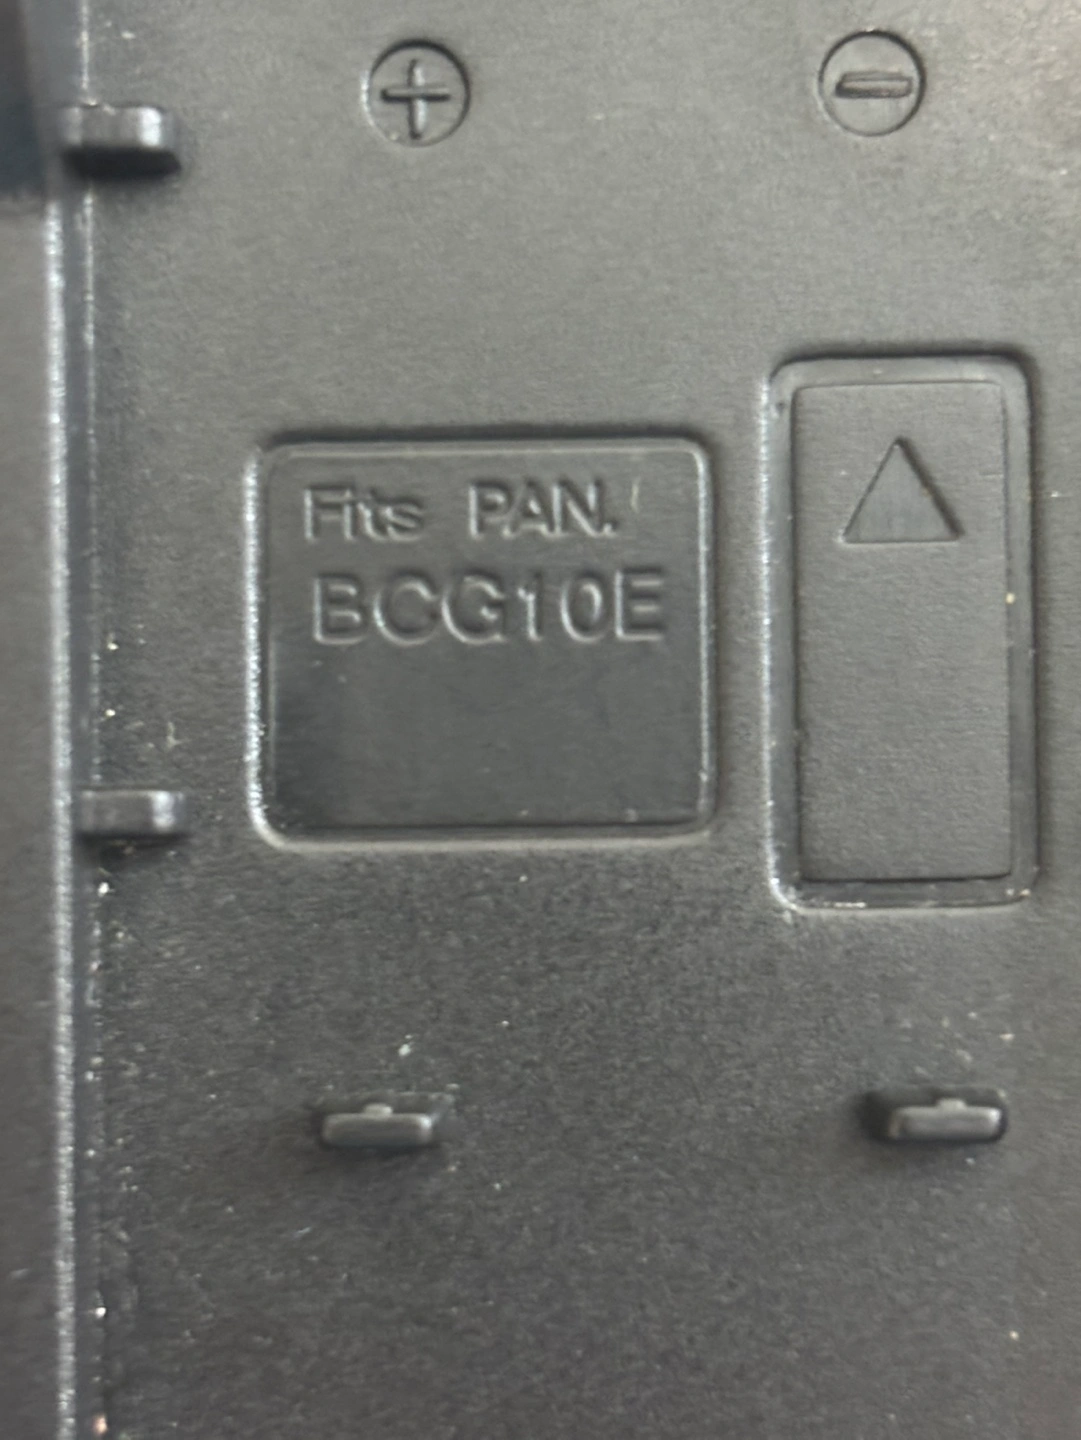 + -
Fits PAN.
BCG10E